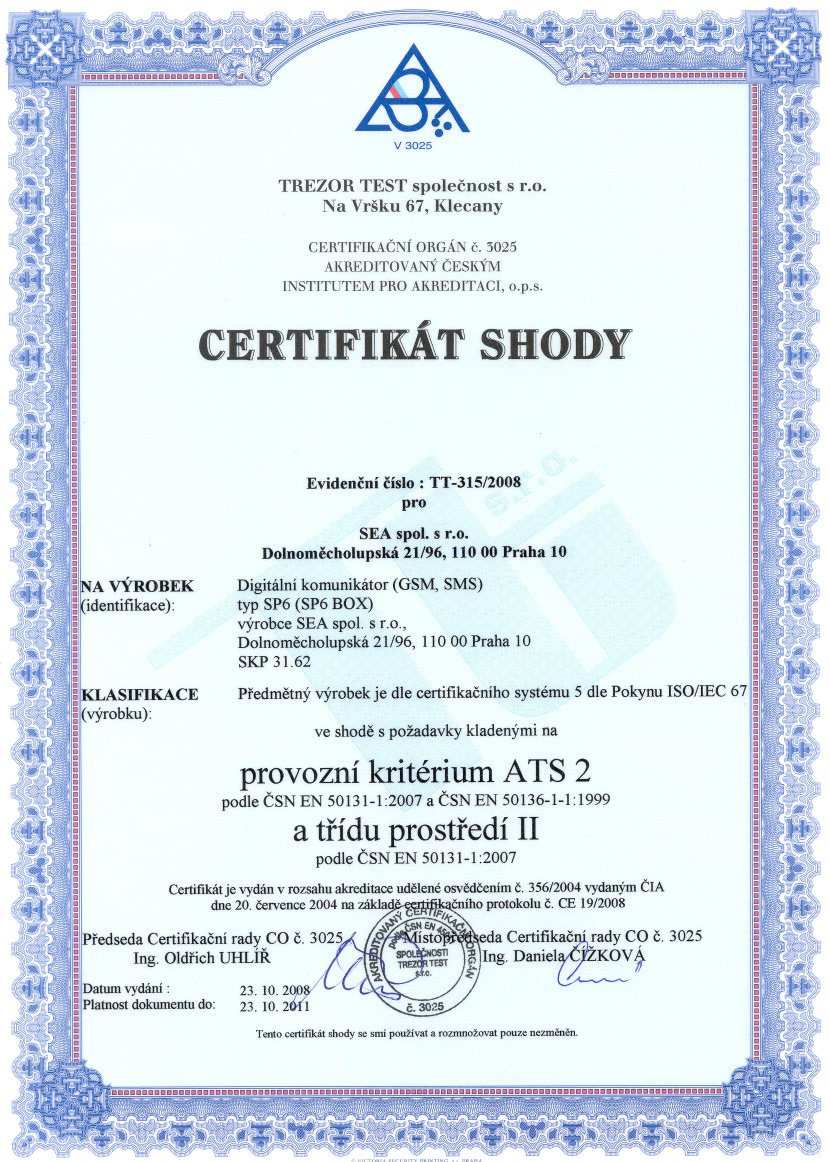 V 3025
TREZOR TEST společnost s r.o.
Na Vršku 67, Klecany
CERTIFIKAČNÍ ORGÁN č. 3025
AKREDITOVANÝ ČESKÝM
INSTITUTEM PRO AKREDITACI, o.p.s.
CERTIFIKÁT SHODY
s.r.o.
Evidenční číslo : TT-315/2008
pro
SEA spol. s r.o.
Dolnoměcholupská 21/96, 110 00 Praha 10
NA VÝROBEK Digitální komunikátor (GSM, SMS)
(identifikace): typ SP6 (SP6 BOX)
výrobce SEA spol. s r.o.,
Dolnoměcholupská 21/96, 110 00 Praha 10
SKP 31.62
KLASIFIKACE Předmětný výrobek je dle certifikačního systému 5 dle Pokynu ISO/IEC 67
(výrobku):
ve shodě s požadavky kladenými na
provozní kritérium ATS 2
podle ČSN EN 50131-1:2007 a ČSN EN 50136-1-1:1999
a třídu prostředí II
podle ČSN EN 50131-1:2007
Certifikát je vydán v rozsahu akreditace udělené osvědčením č. 356/2004 vydaným ČIA
dne 20. července 2004 na základě certifikačního protokolu č. CE 19/2008
Předseda Certifikační rady CO č. 3025 Místopředseda Certifikační rady CO č. 3025
Ing. Oldřich UHLÍŘ Ing. Daniela ČÍŽKOVÁ
AKREDITOVANÝ CERTIFIKAČNÍ ORGÁN
podle ČSN EN
SPOLEČNOSTI
TREZOR TEST
s.r.o.
č. 3025
Datum vydání : 23. 10. 2008
Platnost dokumentu do: 23. 10. 2011
Tento certifikát shody se smí používat a rozmnožovat pouze nezměněn.